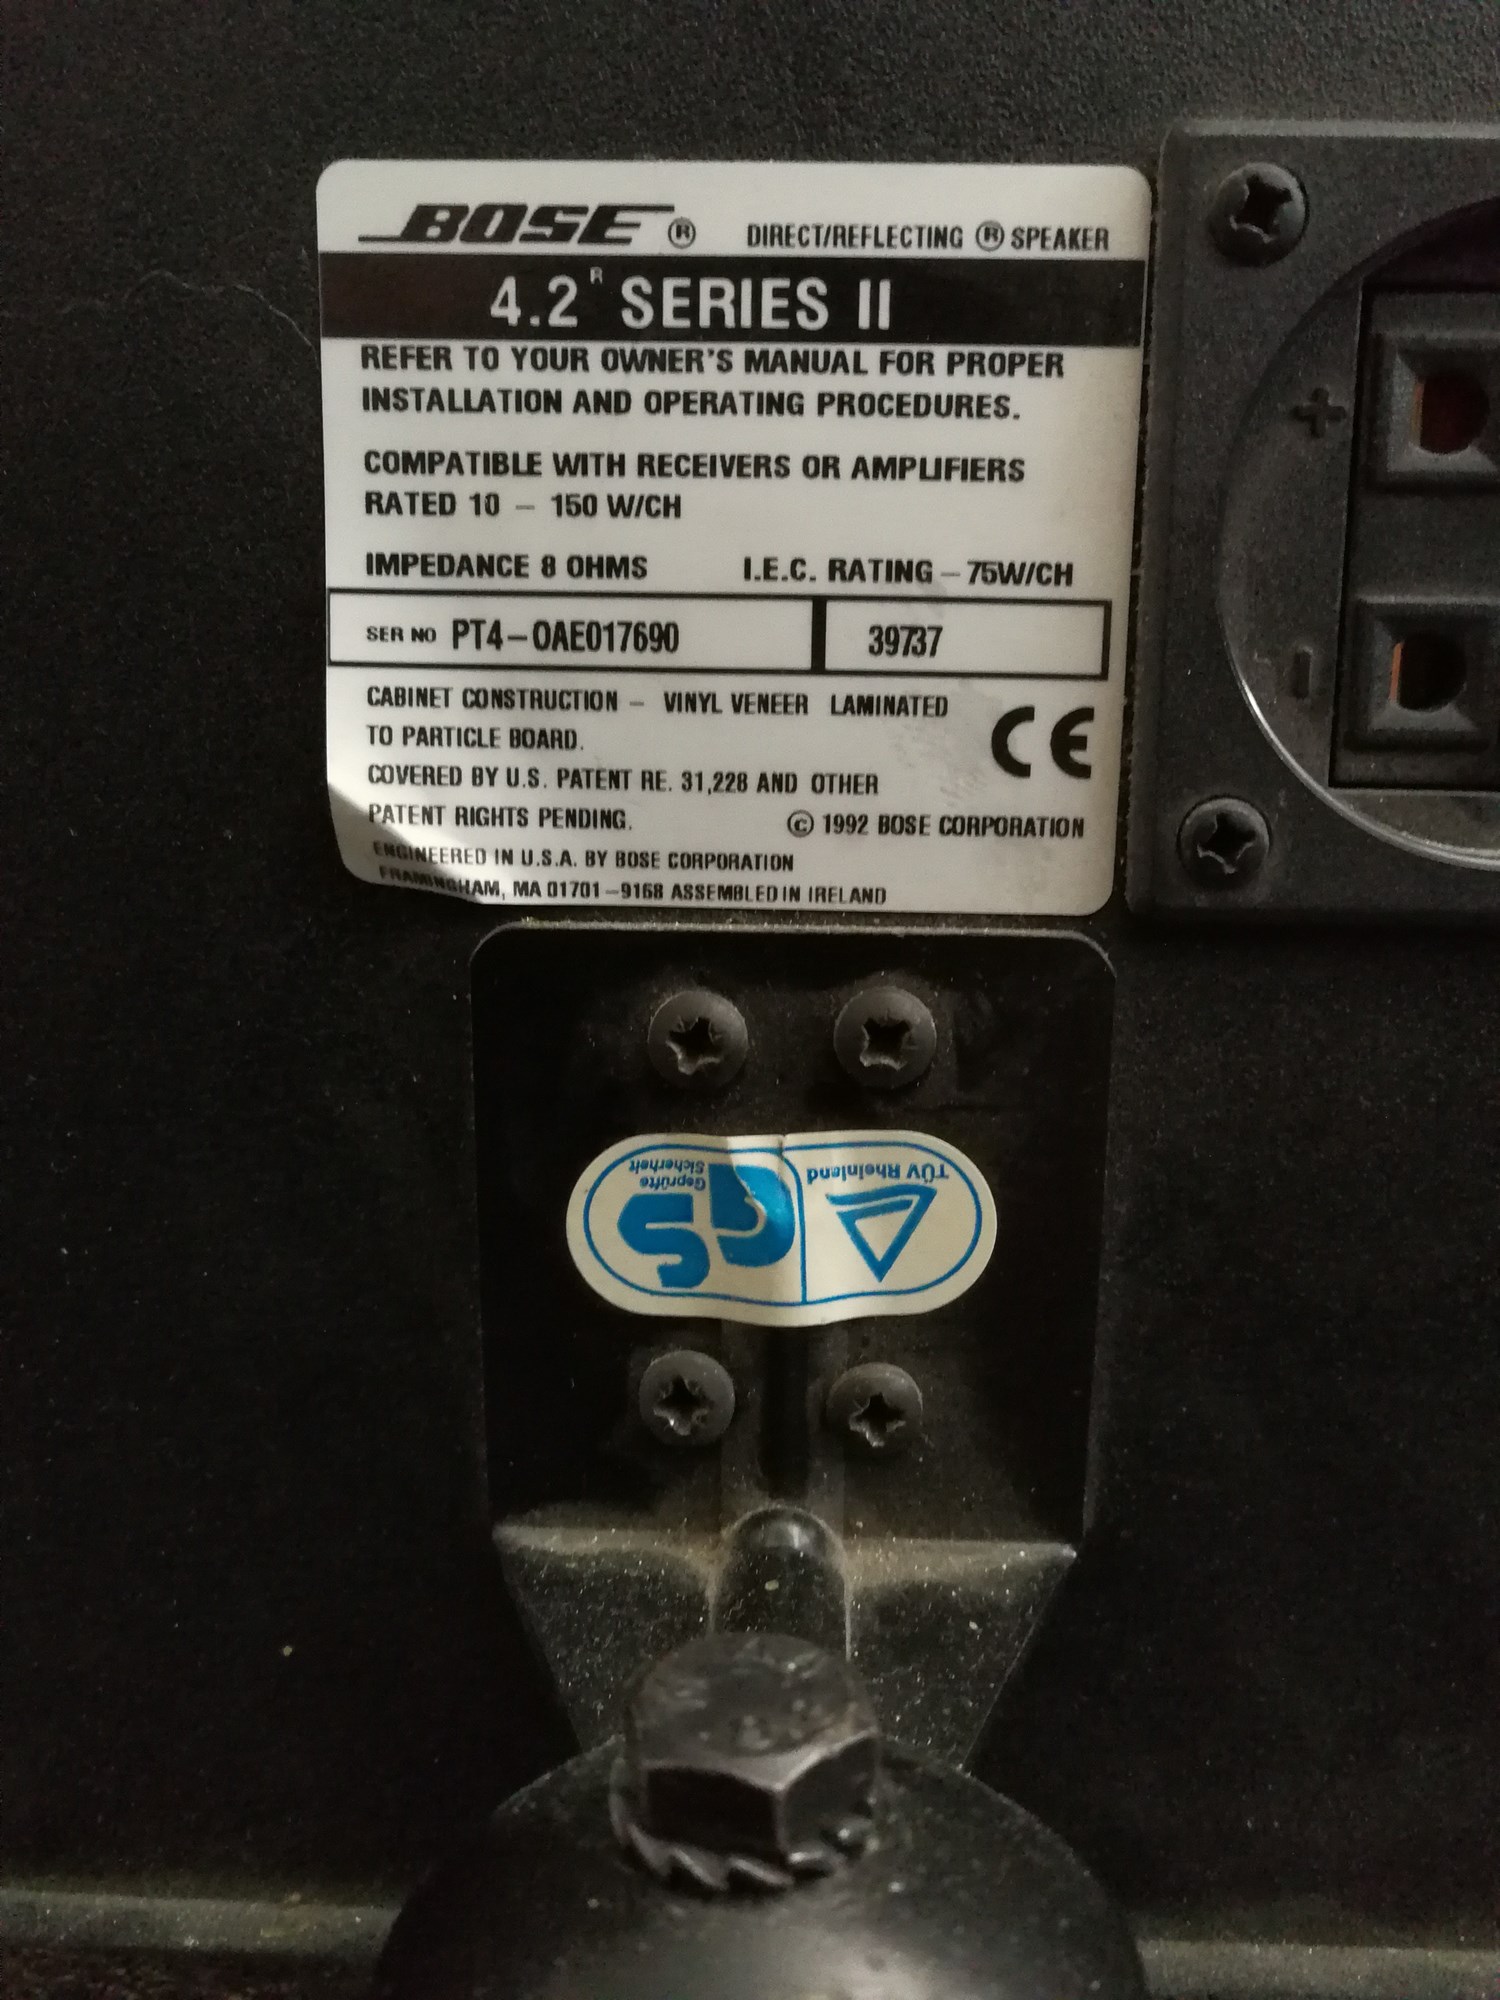 BOSE® DIRECT/REFLECTING ® SPEAKER
4.2R SERIES II
REFER TO YOUR OWNER'S MANUAL FOR PROPER
INSTALLATION AND OPERATING PROCEDURES.
COMPATIBLE WITH RECEIVERS OR AMPLIFIERS
RATED 10 – 150 W/CH
IMPEDANCE 8 OHMS I.E.C. RATING – 75W/CH
SER NO PT4–OAE017690 39737
CABINET CONSTRUCTION – VINYL VENEER LAMINATED
TO PARTICLE BOARD.
CE
COVERED BY U.S. PATENT RE. 31,228 AND OTHER
PATENT RIGHTS PENDING. © 1992 BOSE CORPORATION
ENGINEERED IN U.S.A. BY BOSE CORPORATION
FRAMINGHAM, MA 01701–9168 ASSEMBLED IN IRELAND
+
–
TÜV Rheinland
GS
Geprüfte
Sicherheit